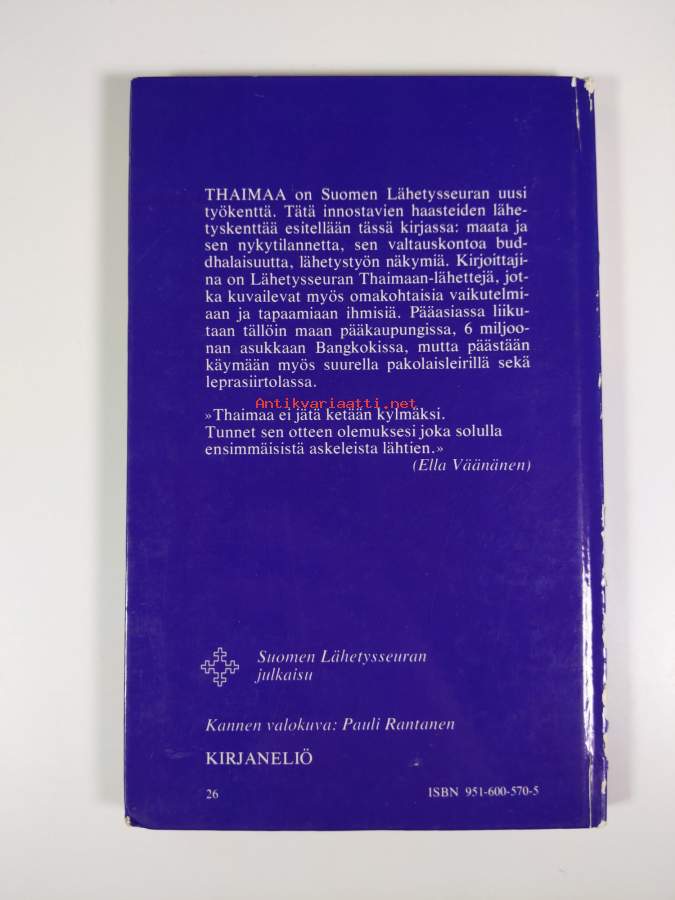 THAIMAA on Suomen Lähetysseuran uusi
työkenttä. Tätä innostavien haasteiden lähe-
tyskenttää esitellään tässä kirjassa: maata ja
sen nykytilannetta, sen valtauskontoa bud-
dhalaisuutta, lähetystyön näkymiä. Kirjoittaji-
na on Lähetysseuran Thaimaan-lähettejä, jot-
ka kuvailevat myös omakohtaisia vaikutelmi-
aan ja tapaamiaan ihmisiä. Pääasiassa liiku-
taan tällöin maan pääkaupungissa, 6 miljoo-
nan asukkaan Bangkokissa, mutta päästään
käymään myös suurella pakolaisleirillä sekä
leprasiirtolassa.
Antikvariaatti.net
»Thaimaa ei jätä ketään kylmäksi.
Tunnet sen otteen olemuksesi joka solulla
ensimmäisistä askeleista lähtien.»
(Ella Väänänen)
Suomen Lähetysseuran
julkaisu
Kannen valokuva: Pauli Rantanen
KIRJANELIÖ
26 ISBN 951-600-570-5